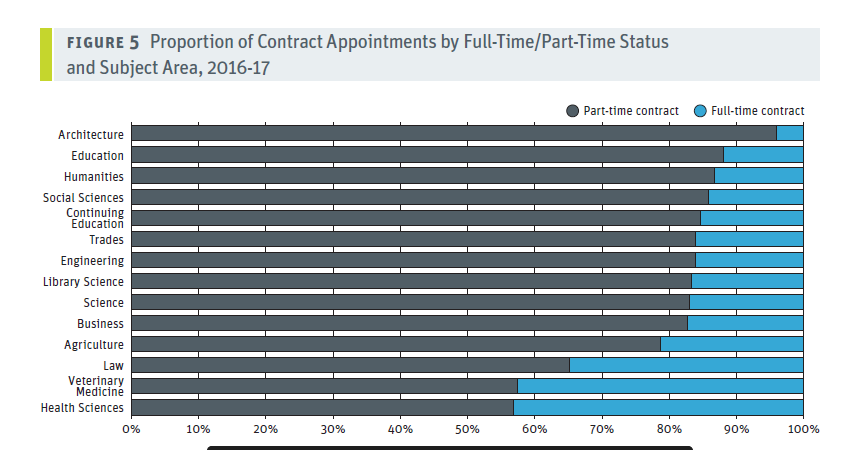 FIGURE 5 Proportion of Contract Appointments by Full-Time/Part-Time Status
and Subject Area, 2016-17
Part-time contract Full-time contract
Architecture
Education
Humanities
Social Sciences
Continuing
Education
Trades
Engineering
Library Science
Science
Business
Agriculture
Law
Veterinary
Medicine
Health Sciences
0% 10% 20% 30% 40% 50% 60% 70% 80% 90% 100%